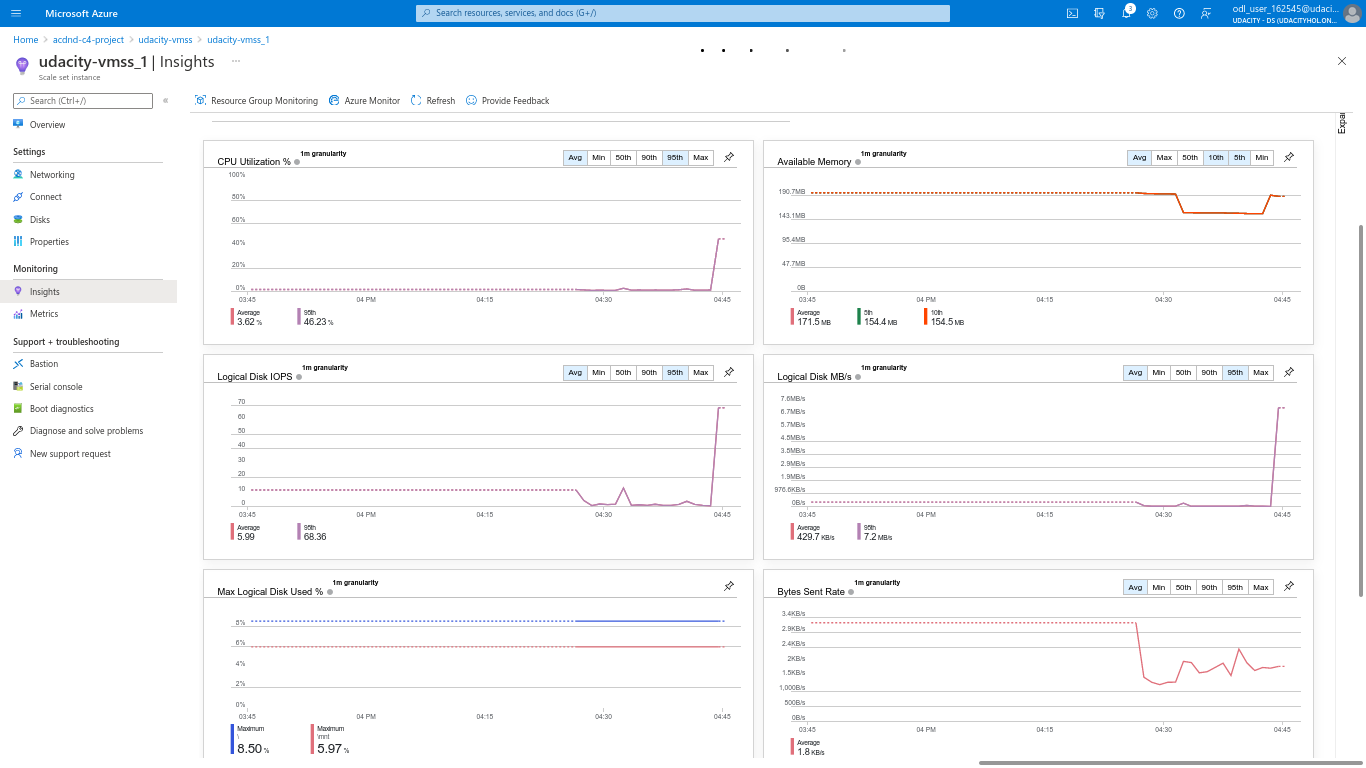 Microsoft Azure
Search resources, services, and docs (G+/)
3
odl_user_162545@udaci...
UDACITY - DS (UDACITYHOL.ON...
Home > acdnd-c4-project > udacity-vmss > udacity-vmss_1
udacity-vmss_1 | Insights ...
Scale set instance
Search (Ctrl+/)
«
Overview
Settings
Networking
Connect
Disks
Properties
Monitoring
Insights
Metrics
Support + troubleshooting
Bastion
Serial console
Boot diagnostics
Diagnose and solve problems
New support request
Resource Group Monitoring Azure Monitor Refresh Provide Feedback
Expa
CPU Utilization % 1m granularity
Avg Min 50th 90th 95th Max
100%
80%
60%
40%
20%
0%
03:45 04 PM 04:15 04:30 04:45
Average 95th
3.62 % 46.23 %
Available Memory 1m granularity
Avg Max 50th 10th 5th Min
190.7MB
143.1MB
95.4MB
47.7MB
0B
03:45 04 PM 04:15 04:30 04:45
Average 5th 10th
171.5 MB 154.4 MB 154.5 MB
Logical Disk IOPS 1m granularity
Avg Min 50th 90th 95th Max
70
60
50
40
30
20
10
0
03:45 04 PM 04:15 04:30 04:45
Average 95th
5.99 68.36
Logical Disk MB/s 1m granularity
Avg Min 50th 90th 95th Max
7.6MB/s
6.7MB/s
5.7MB/s
4.8MB/s
3.8MB/s
2.9MB/s
1.9MB/s
976.6KB/s
0B/s
03:45 04 PM 04:15 04:30 04:45
Average 95th
429.7 KB/s 7.2 MB/s
Max Logical Disk Used % 1m granularity
8%
6%
4%
2%
0%
03:45 04 PM 04:15 04:30 04:45
Maximum Maximum
\ \mnt
8.50 % 5.97 %
Bytes Sent Rate 1m granularity
Avg Min 50th 90th 95th Max
3.4KB/s
2.9KB/s
2.4KB/s
2KB/s
1.5KB/s
1,000B/s
500B/s
0B/s
03:45 04 PM 04:15 04:30 04:45
Average
1.8 KB/s